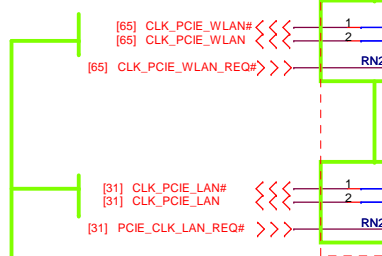 [65] CLK_PCIE_WLAN# 1
[65] CLK_PCIE_WLAN 2
[65] CLK_PCIE_WLAN_REQ# RN2
[31] CLK_PCIE_LAN# 1
[31] CLK_PCIE_LAN 2
[31] PCIE_CLK_LAN_REQ# RN2